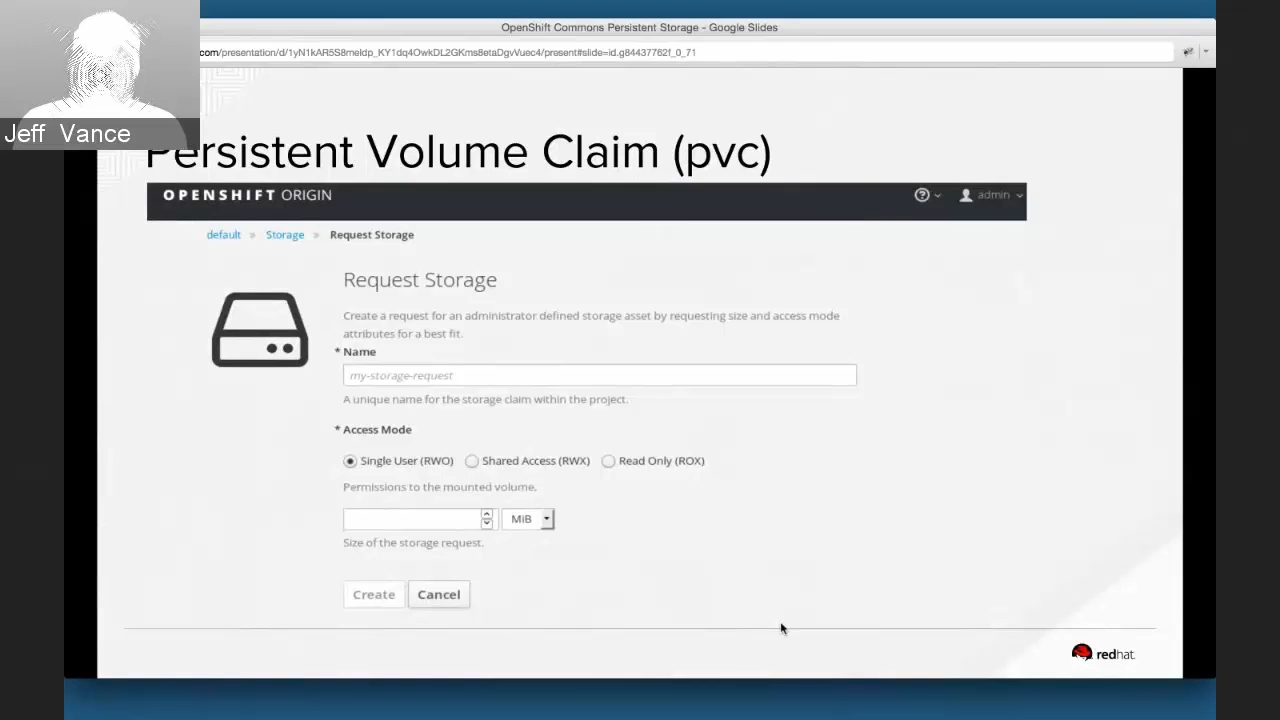 OpenShift Commons Persistent Storage - Google Slides
com/presentation/d/1yN1kAR5S8meIdp_KY1dq4OwkDL2GKms8etaDgvVuec4/present#slide=id.g84437762f_0_71
Jeff Vance
Persistent Volume Claim (pvc)
OPENSHIFT ORIGIN
admin
default » Storage » Request Storage
Request Storage
Create a request for an administrator defined storage asset by requesting size and access mode
attributes for a best fit.
* Name
my-storage-request
A unique name for the storage claim within the project.
* Access Mode
Single User (RWO) Shared Access (RWX) Read Only (ROX)
Permissions to the mounted volume.
MiB
Size of the storage request.
Create Cancel
redhat.